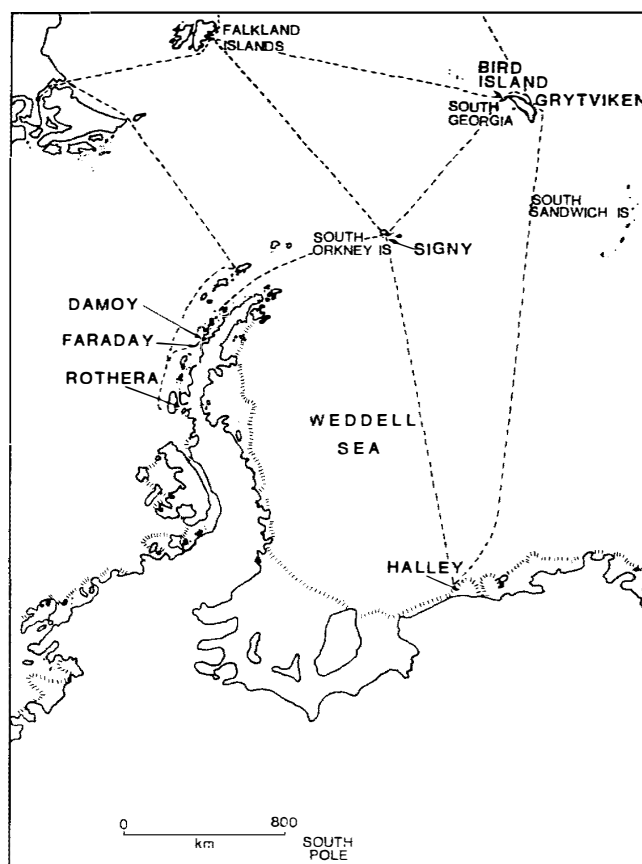 FALKLAND
ISLANDS
BIRD
ISLAND
GRYTVIKEN
SOUTH
GEORGIA
SOUTH
SANDWICH IS
SOUTH
ORKNEY IS
SIGNY
DAMOY
FARADAY
ROTHERA
WEDDELL
SEA
HALLEY
0 800
km
SOUTH
POLE